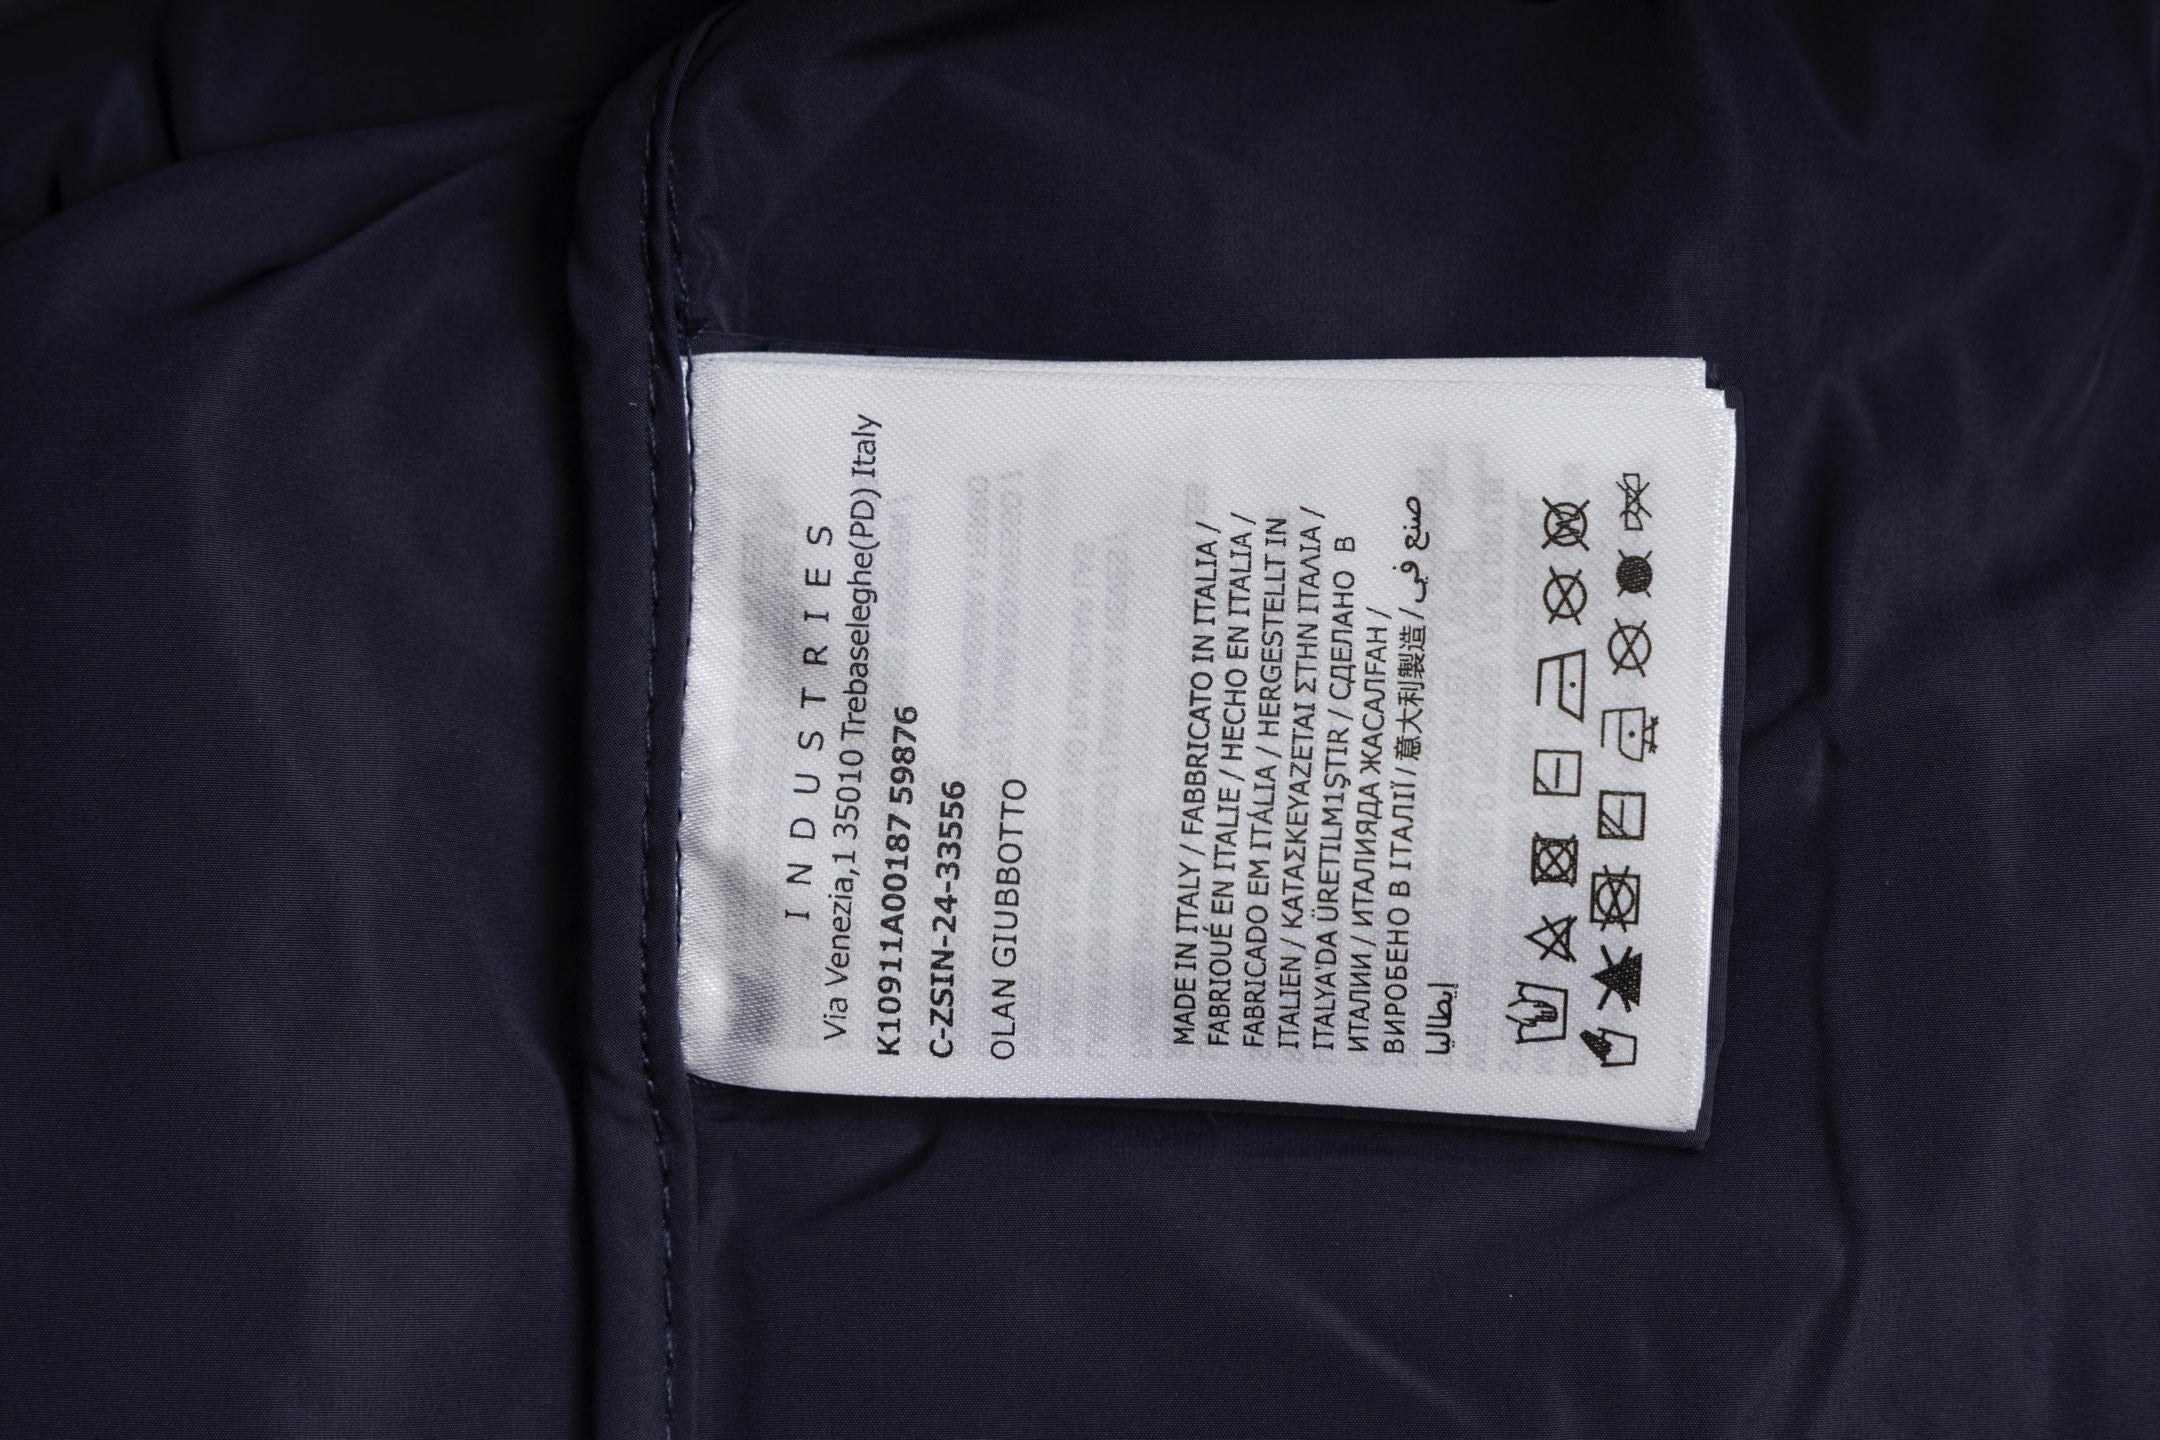 INDUSTRIES
Via Venezia,1 35010 Trebaseleghe(PD) Italy
K10911A00187 59876
C-ZSIN-24-33556
OLAN GIUBBOTTO
MADE IN ITALY / FABBRICATO IN ITALIA /
FABRIOUÉ EN ITALIE / HECHO EN ITALIA /
FABRICADO EM ITÁLIA / HERGESTELLT IN
ITALIEN / ΚΑΤΑΣΚΕΥΑΖΕΤΑΙ ΣΤΗΝ ΙΤΑΛΙΑ /
ITALYA'DA ÜRETILM1ŞTIR / СДЕЛАНО В
ИТАЛИИ / ИТАЛИЯДА ЖАСАЛҒАН /
ВИРОБЕНО В ІТАЛІЇ / 意大利製造 / صنع في
إيطاليا